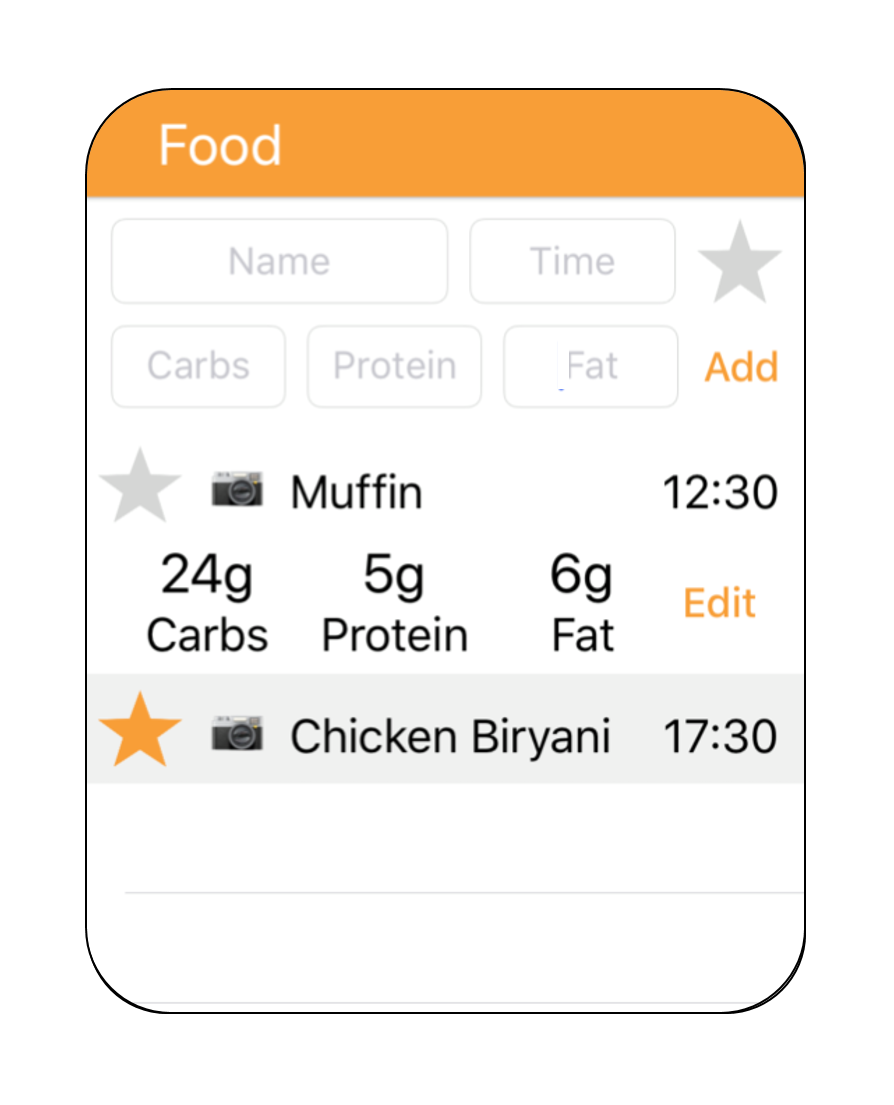 Food
Name Time
Carbs Protein Fat Add
Muffin 12:30
24g 5g 6g
Carbs Protein Fat Edit
Chicken Biryani 17:30